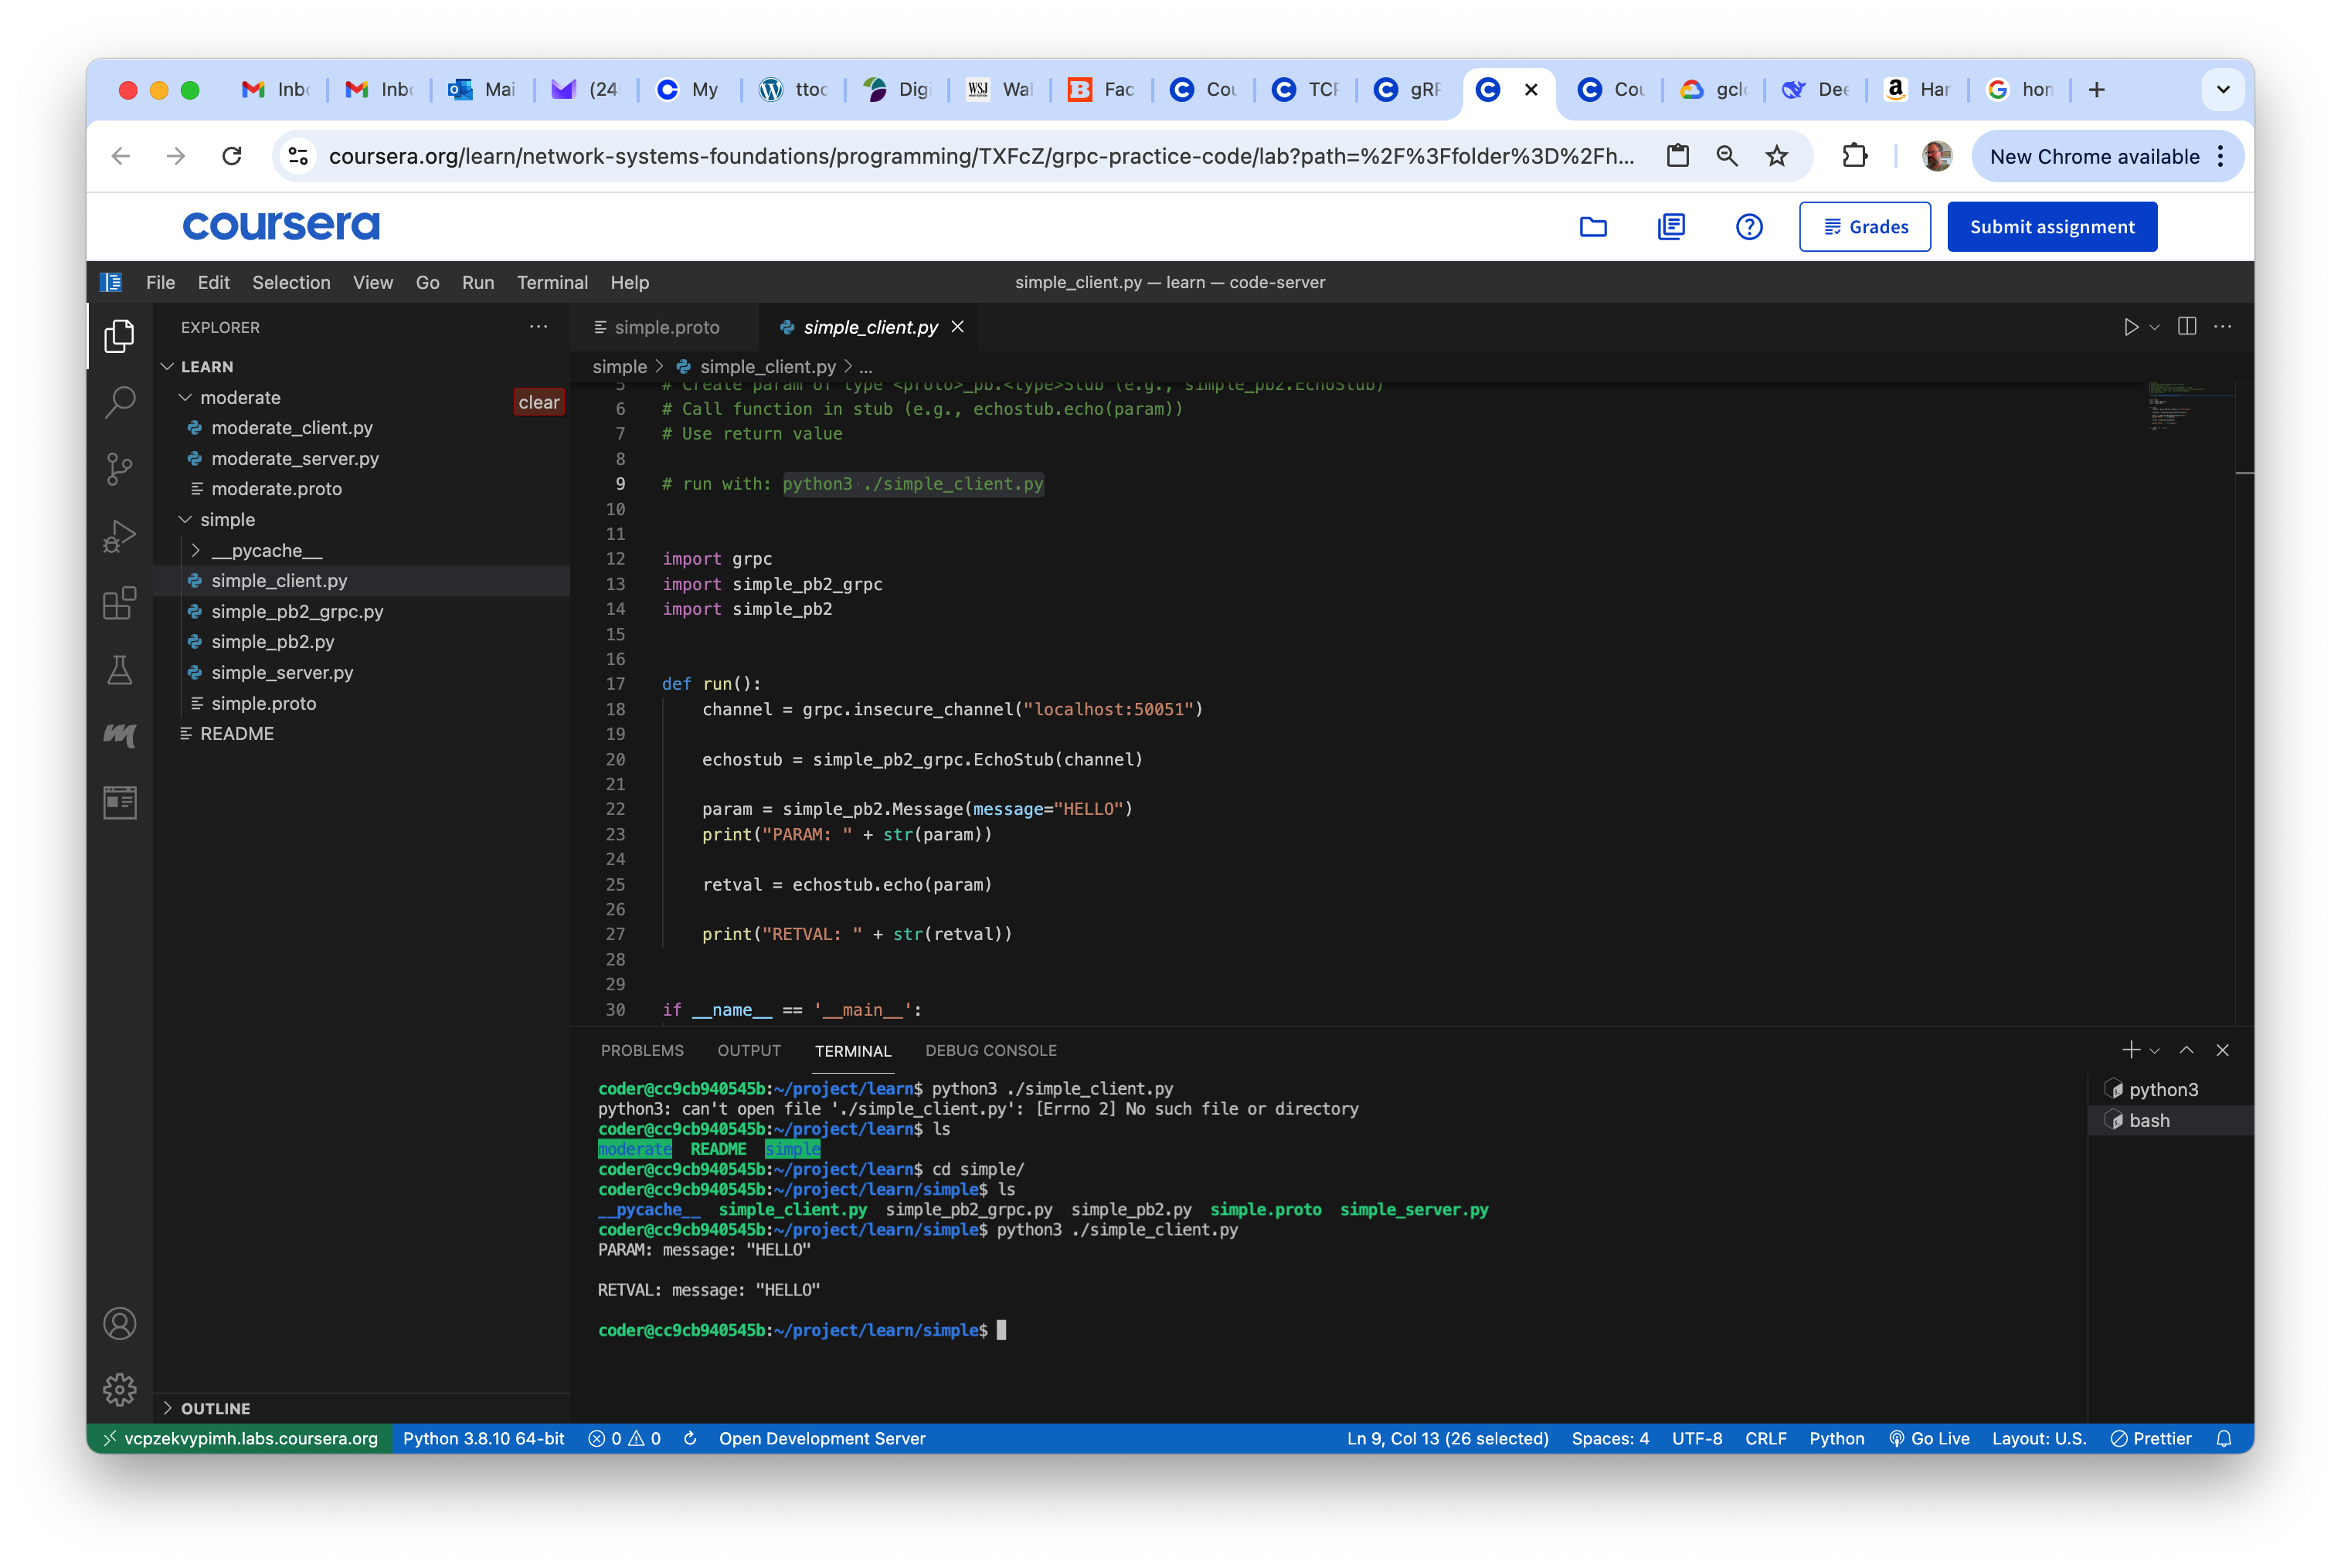 Inb
Inb
Mai
(24
My
ttoc
Digi
WSJ
Wal
B
Fac
Cou
TCP
gRP
Cou
gclo
Dee
Har
hon
coursera.org/learn/network-systems-foundations/programming/TXFcZ/grpc-practice-code/lab?path=%2F%3Ffolder%3D%2Fh...
New Chrome available
coursera
Grades
Submit assignment
File Edit Selection View Go Run Terminal Help
simple_client.py — learn — code-server
EXPLORER
LEARN
moderate
clear
moderate_client.py
moderate_server.py
moderate.proto
simple
__pycache__
simple_client.py
simple_pb2_grpc.py
simple_pb2.py
simple_server.py
simple.proto
README
OUTLINE
simple.proto
simple_client.py
simple > simple_client.py > ...
5 # Create param of type <proto>_pb.<type>Stub (e.g., simple_pb2.EchoStub)
6 # Call function in stub (e.g., echostub.echo(param))
7 # Use return value
8
9 # run with: python3 ./simple_client.py
10
11
12 import grpc
13 import simple_pb2_grpc
14 import simple_pb2
15
16
17 def run():
18 channel = grpc.insecure_channel("localhost:50051")
19
20 echostub = simple_pb2_grpc.EchoStub(channel)
21
22 param = simple_pb2.Message(message="HELLO")
23 print("PARAM: " + str(param))
24
25 retval = echostub.echo(param)
26
27 print("RETVAL: " + str(retval))
28
29
30 if __name__ == '__main__':
PROBLEMS OUTPUT TERMINAL DEBUG CONSOLE
coder@cc9cb940545b:~/project/learn$ python3 ./simple_client.py
python3: can't open file './simple_client.py': [Errno 2] No such file or directory
coder@cc9cb940545b:~/project/learn$ ls
moderate README simple
coder@cc9cb940545b:~/project/learn$ cd simple/
coder@cc9cb940545b:~/project/learn/simple$ ls
__pycache__ simple_client.py simple_pb2_grpc.py simple_pb2.py simple.proto simple_server.py
coder@cc9cb940545b:~/project/learn/simple$ python3 ./simple_client.py
PARAM: message: "HELLO"
RETVAL: message: "HELLO"
coder@cc9cb940545b:~/project/learn/simple$
python3
bash
vcpzekvypimh.labs.coursera.org
Python 3.8.10 64-bit
0 0
Open Development Server
Ln 9, Col 13 (26 selected)
Spaces: 4
UTF-8
CRLF
Python
Go Live
Layout: U.S.
Prettier